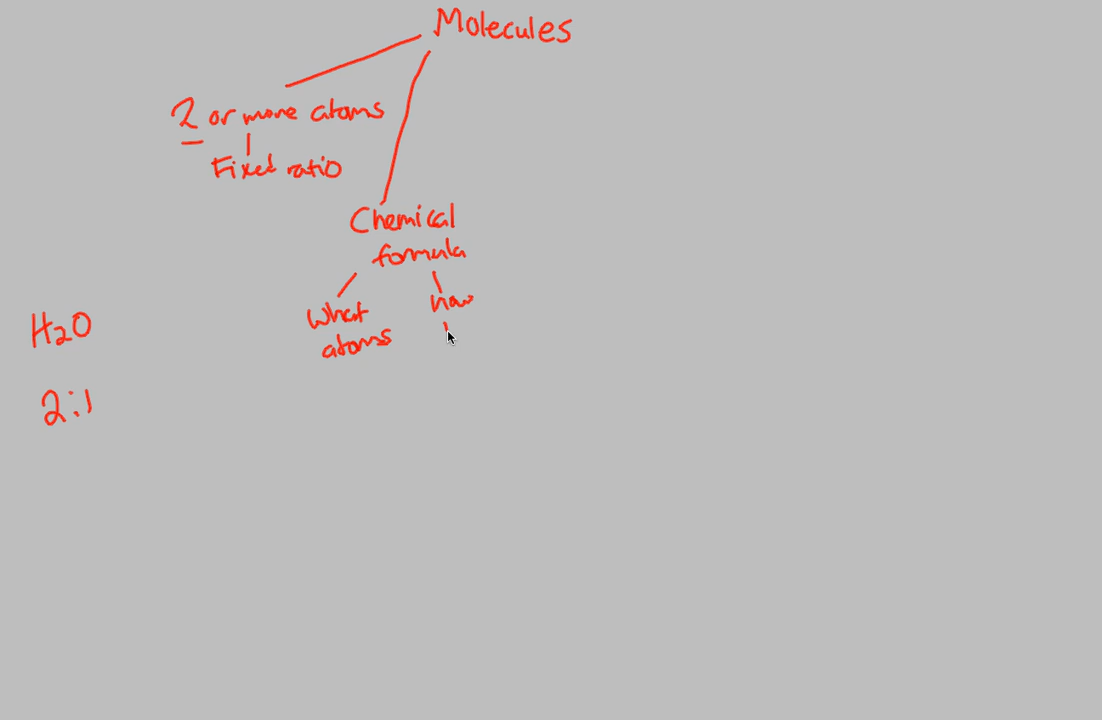 Molecules
2 or more atoms
Fixed ratio
Chemical
formula
What
atoms
how
H₂O
2:1